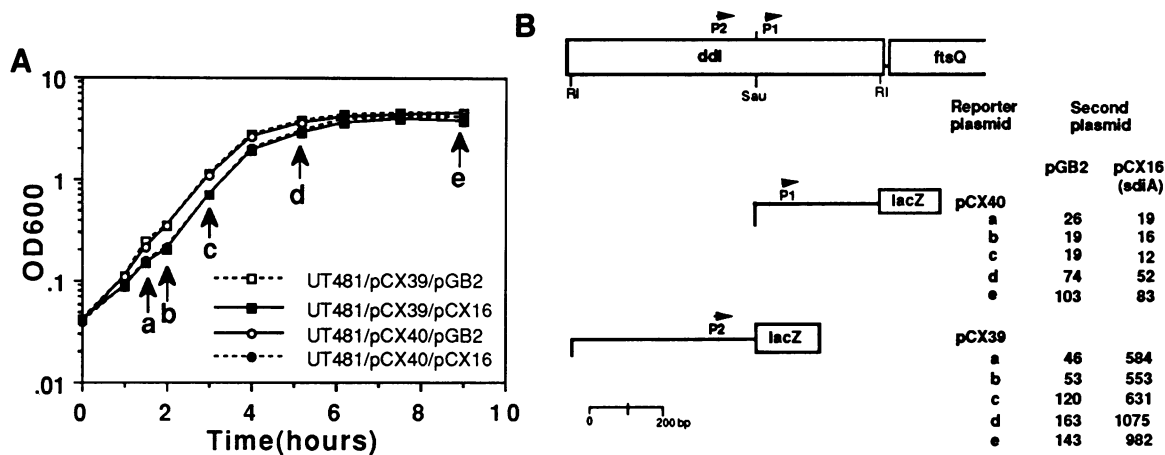 A
10
1
.1
.01
OD600
0
2
4
6
8
10
Time(hours)
a
b
c
d
e
UT481/pCX39/pGB2
UT481/pCX39/pCX16
UT481/pCX40/pGB2
UT481/pCX40/pCX16
B
P2 P1
ddl ftsQ
RI Sau RI
Reporter plasmid
Second plasmid
pGB2 pCX16 (sdiA)
P1
lacZ
pCX40
a 26 19
b 19 16
c 19 12
d 74 52
e 103 83
P2
lacZ
pCX39
a 46 584
b 53 553
c 120 631
d 163 1075
e 143 982
0 200 bp